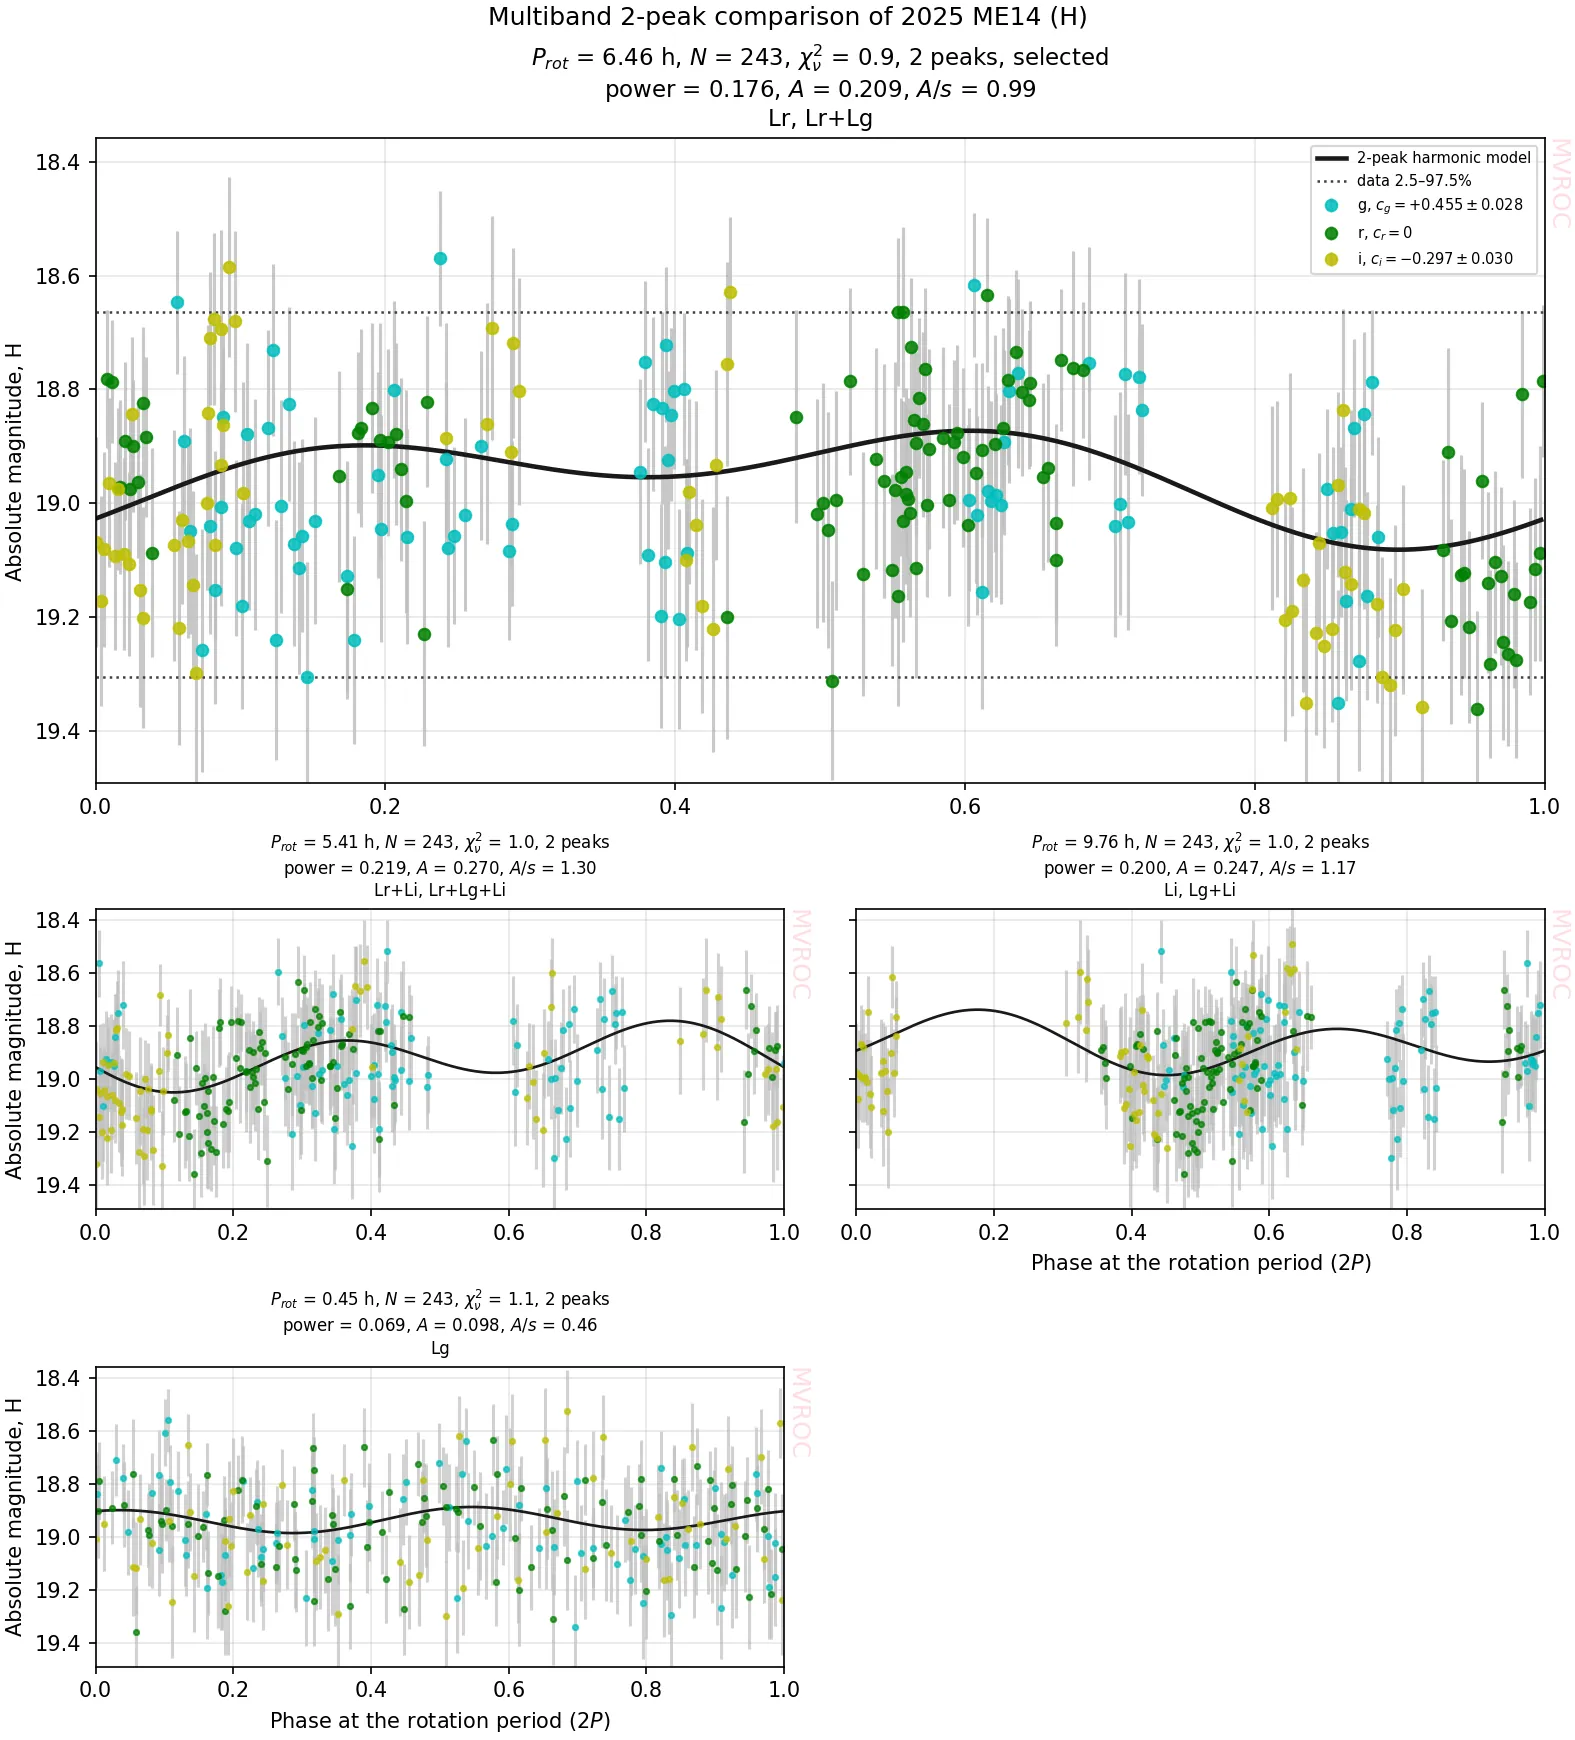 Multiband 2-peak comparison of 2025 ME14 (H)
P_rot = 6.46 h, N = 243, χ²_ν = 0.9, 2 peaks, selected
power = 0.176, A = 0.209, A/s = 0.99
Lr, Lr+Lg
Absolute magnitude, H
18.4
18.6
18.8
19.0
19.2
19.4
2-peak harmonic model
data 2.5–97.5%
g, c_g = +0.455 ± 0.028
r, c_r = 0
i, c_i = −0.297 ± 0.030
MVROC
0.0 0.2 0.4 0.6 0.8 1.0
P_rot = 5.41 h, N = 243, χ²_ν = 1.0, 2 peaks
power = 0.219, A = 0.270, A/s = 1.30
Lr+Li, Lr+Lg+Li
Absolute magnitude, H
18.4
18.6
18.8
19.0
19.2
19.4
MVROC
0.0 0.2 0.4 0.6 0.8 1.0
P_rot = 9.76 h, N = 243, χ²_ν = 1.0, 2 peaks
power = 0.200, A = 0.247, A/s = 1.17
Li, Lg+Li
MVROC
0.0 0.2 0.4 0.6 0.8 1.0
Phase at the rotation period (2P)
P_rot = 0.45 h, N = 243, χ²_ν = 1.1, 2 peaks
power = 0.069, A = 0.098, A/s = 0.46
Lg
Absolute magnitude, H
18.4
18.6
18.8
19.0
19.2
19.4
MVROC
0.0 0.2 0.4 0.6 0.8 1.0
Phase at the rotation period (2P)